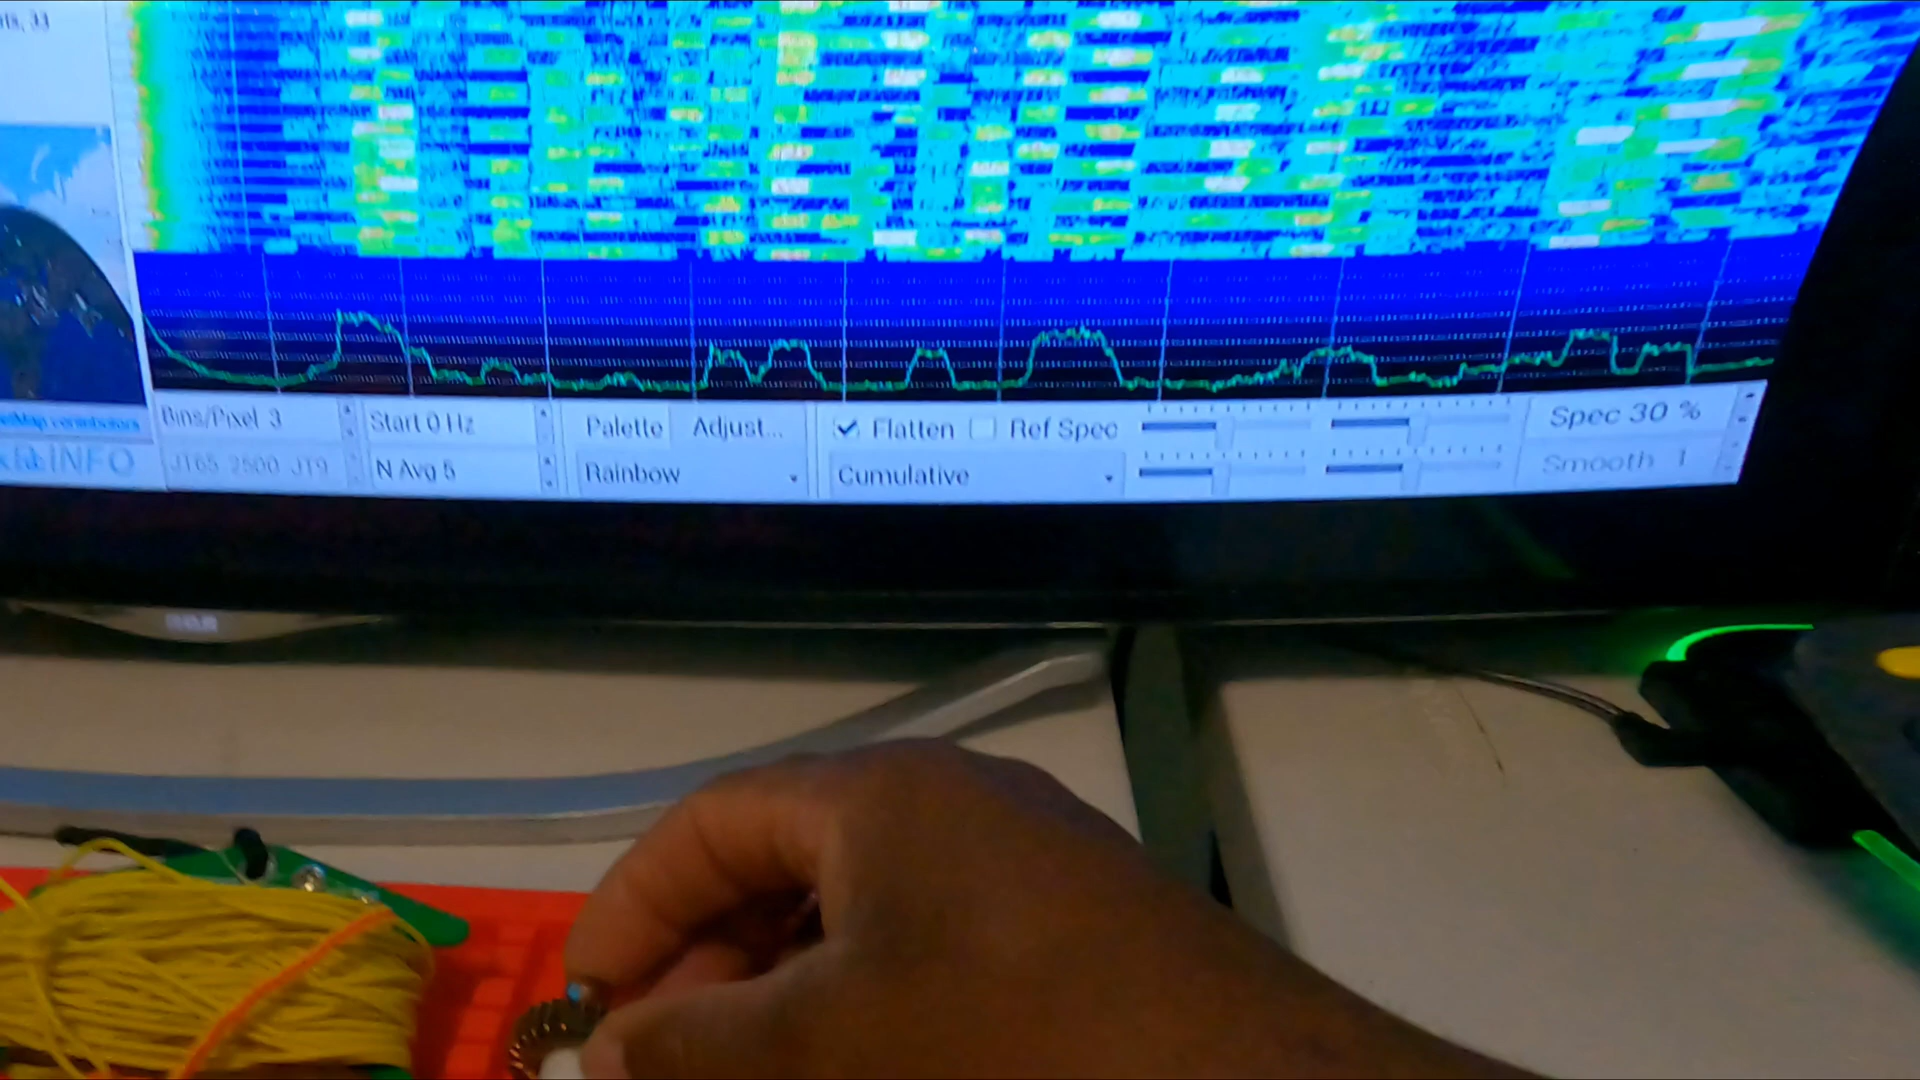 33
Bins/Pixel 3
Start 0 Hz
Palette
Adjust...
Flatten
Ref Spec
Spec 30 %
INFO
JT65 2500 JT9
N Avg 5
Rainbow
Cumulative
Smooth 1